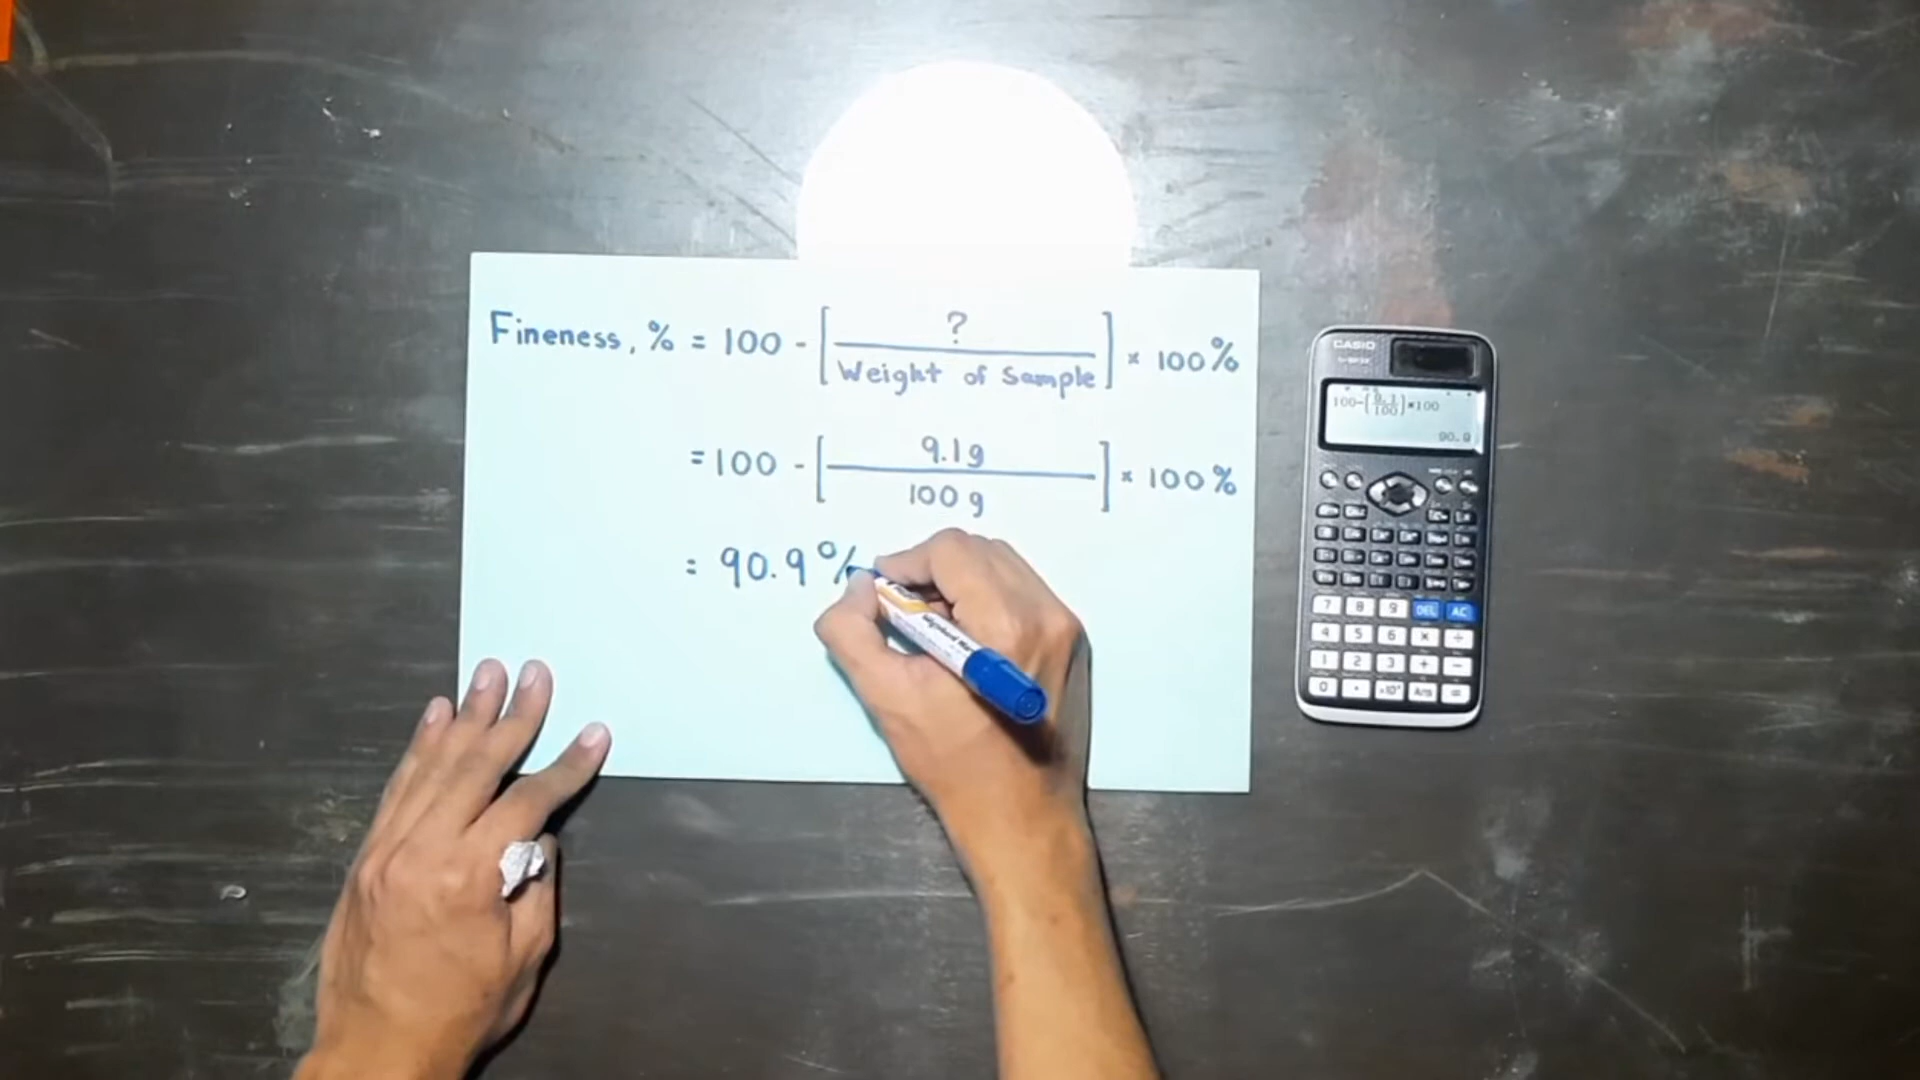 Fineness, % = 100 - [ ? / Weight of Sample ] × 100%
= 100 - [ 9.1g / 100 g ] × 100%
= 90.9%
CASIO
100-[9.1/100]×100
90.9
7 8 9 DEL AC
4 5 6 × ÷
1 2 3 + −
0 . ×10ˣ Ans =